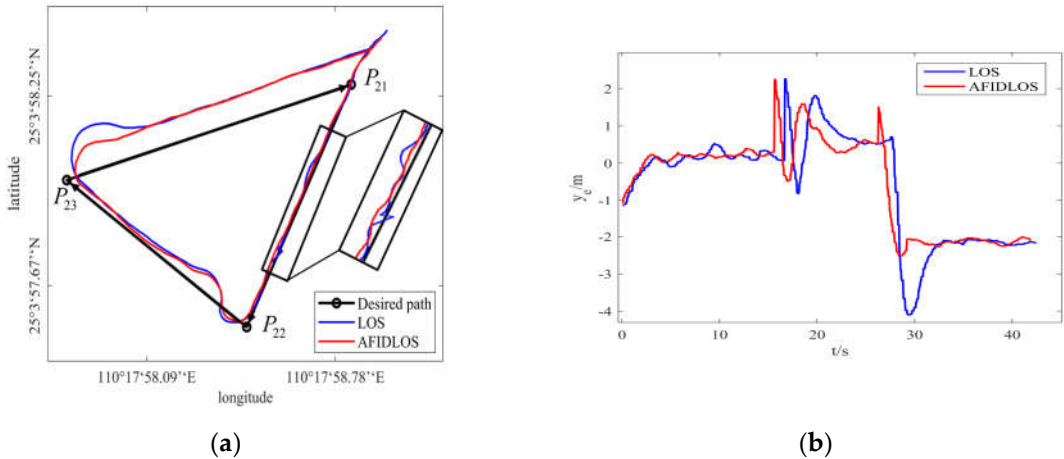 25°3'58.25"N
25°3'57.67"N
latitude
P21
P23
P22
Desired path
LOS
AFIDLOS
110°17'58.09"E
110°17'58.78"E
longitude
(a)
LOS
AFIDLOS
2
1
0
-1
-2
-3
-4
y_e/m
0
10
20
30
40
t/s
(b)